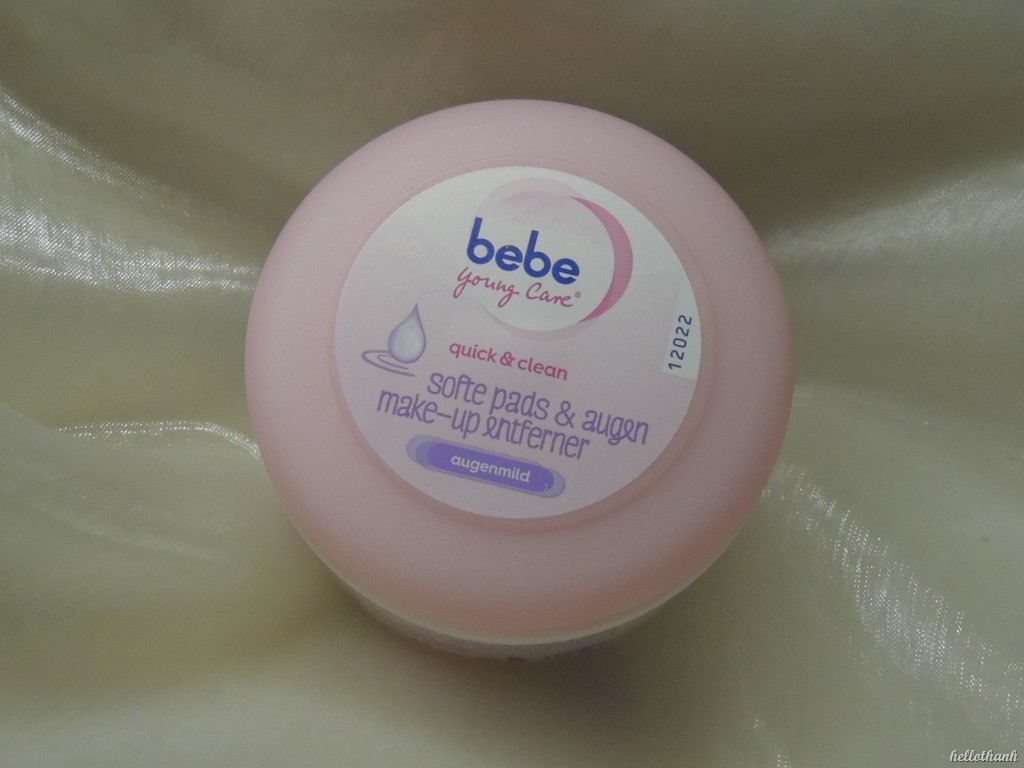 bebe
young Care®
12022
quick & clean
softe pads & augen
make-up entferner
augenmild
hellothanh